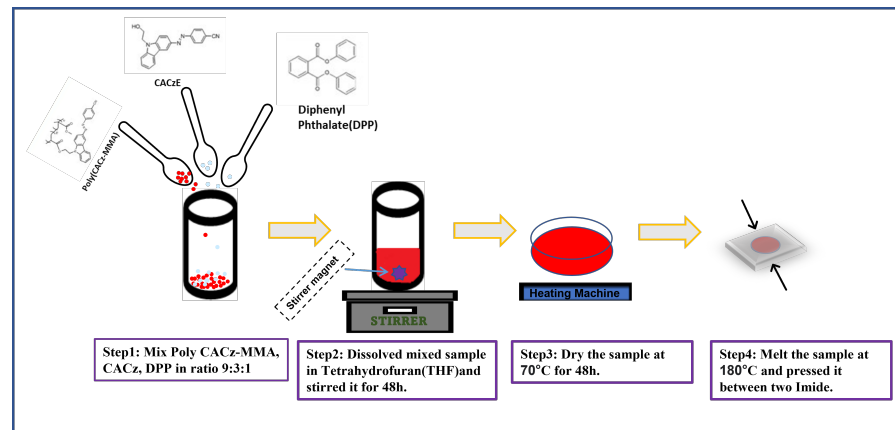 HO
N
N
N
CN
CACzE
Poly(CACz-MMA)
Diphenyl
Phthalate(DPP)
Stirrer magnet
STIRRER
Heating Machine
Step1: Mix Poly CACz-MMA,
CACz, DPP in ratio 9:3:1
Step2: Dissolved mixed sample
in Tetrahydrofuran(THF)and
stirred it for 48h.
Step3: Dry the sample at
70°C for 48h.
Step4: Melt the sample at
180°C and pressed it
between two Imide.